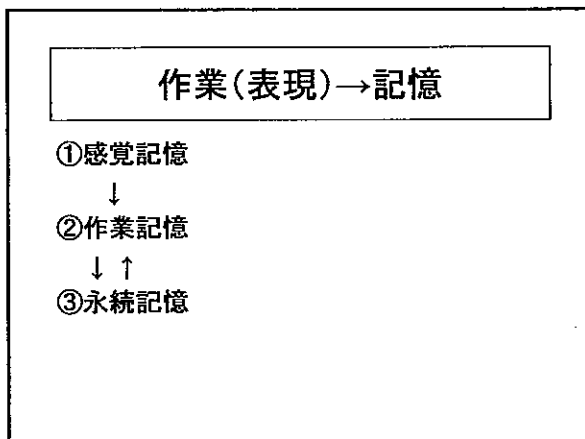 作業(表現)→記憶
①感覚記憶
↓
②作業記憶
↓ ↑
③永続記憶